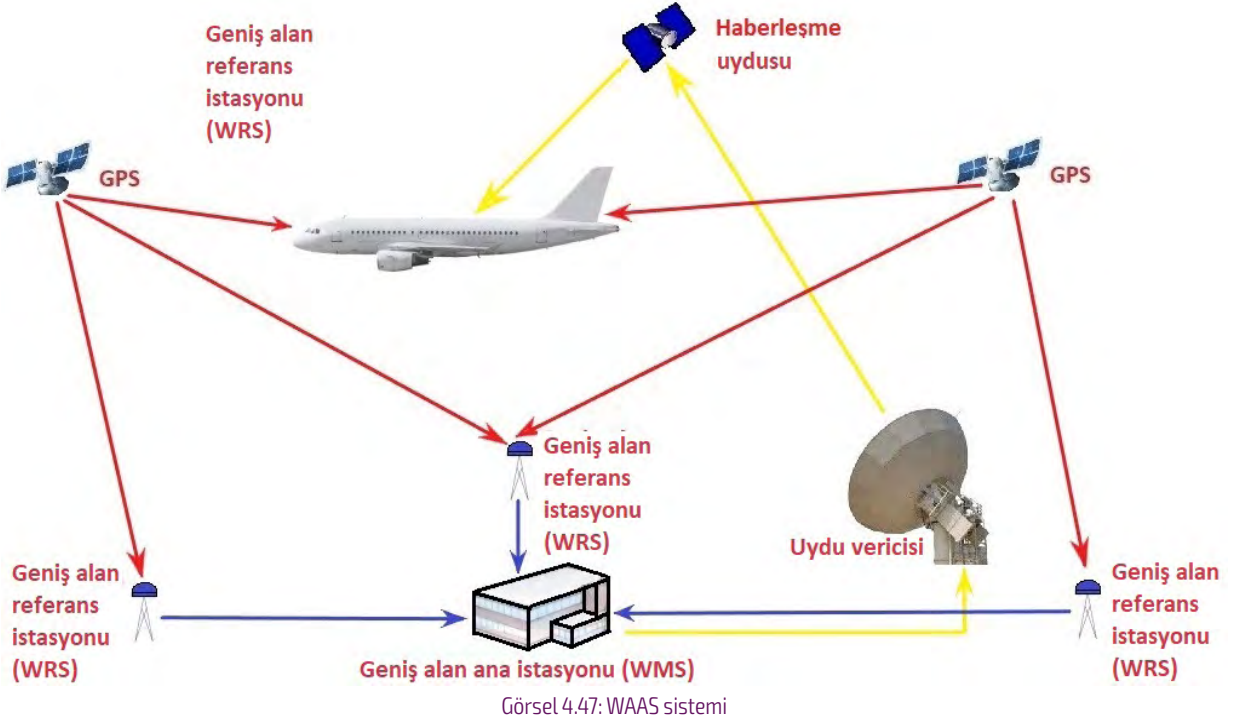 Geniş alan
referans
istasyonu
(WRS)
Haberleşme
uydusu
GPS
GPS
Geniş alan
referans
istasyonu
(WRS)
Uydu vericisi
Geniş alan
referans
istasyonu
(WRS)
Geniş alan
referans
istasyonu
(WRS)
Geniş alan ana istasyonu (WMS)
Görsel 4.47: WAAS sistemi